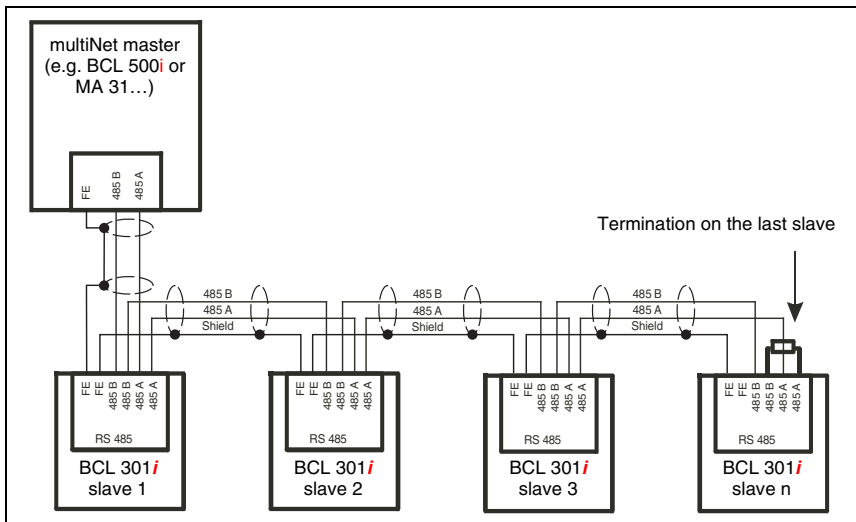 multiNet master
(e.g. BCL 500i or
MA 31…)
FE
485 B
485 A
Termination on the last slave
485 B
485 A
Shield
485 B
485 A
Shield
485 B
485 A
Shield
FE
FE
485 B
485 B
485 A
485 A
RS 485
BCL 301i
slave 1
FE
FE
485 B
485 B
485 A
485 A
RS 485
BCL 301i
slave 2
FE
FE
485 B
485 B
485 A
485 A
RS 485
BCL 301i
slave 3
FE
FE
485 B
485 B
485 A
485 A
RS 485
BCL 301i
slave n